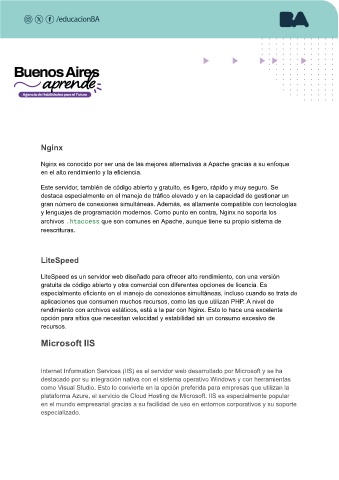 /educacionBA
BA
Buenos Aires
aprende
Agencia de Habilidades para el Futuro
Nginx
Nginx es conocido por ser una de las mejores alternativas a Apache gracias a su enfoque
en el alto rendimiento y la eficiencia.
Este servidor, también de código abierto y gratuito, es ligero, rápido y muy seguro. Se
destaca especialmente en el manejo de tráfico elevado y en la capacidad de gestionar un
gran número de conexiones simultáneas. Además, es altamente compatible con tecnologías
y lenguajes de programación modernos. Como punto en contra, Nginx no soporta los
archivos .htaccess que son comunes en Apache, aunque tiene su propio sistema de
reescrituras.
LiteSpeed
LiteSpeed es un servidor web diseñado para ofrecer alto rendimiento, con una versión
gratuita de código abierto y otra comercial con diferentes opciones de licencia. Es
especialmente eficiente en el manejo de conexiones simultáneas, incluso cuando se trata de
aplicaciones que consumen muchos recursos, como las que utilizan PHP. A nivel de
rendimiento con archivos estáticos, está a la par con Nginx. Esto lo hace una excelente
opción para sitios que necesitan velocidad y estabilidad sin un consumo excesivo de
recursos.
Microsoft IIS
Internet Information Services (IIS) es el servidor web desarrollado por Microsoft y se ha
destacado por su integración nativa con el sistema operativo Windows y con herramientas
como Visual Studio. Esto lo convierte en la opción preferida para empresas que utilizan la
plataforma Azure, el servicio de Cloud Hosting de Microsoft. IIS es especialmente popular
en el mundo empresarial gracias a su facilidad de uso en entornos corporativos y su soporte
especializado.